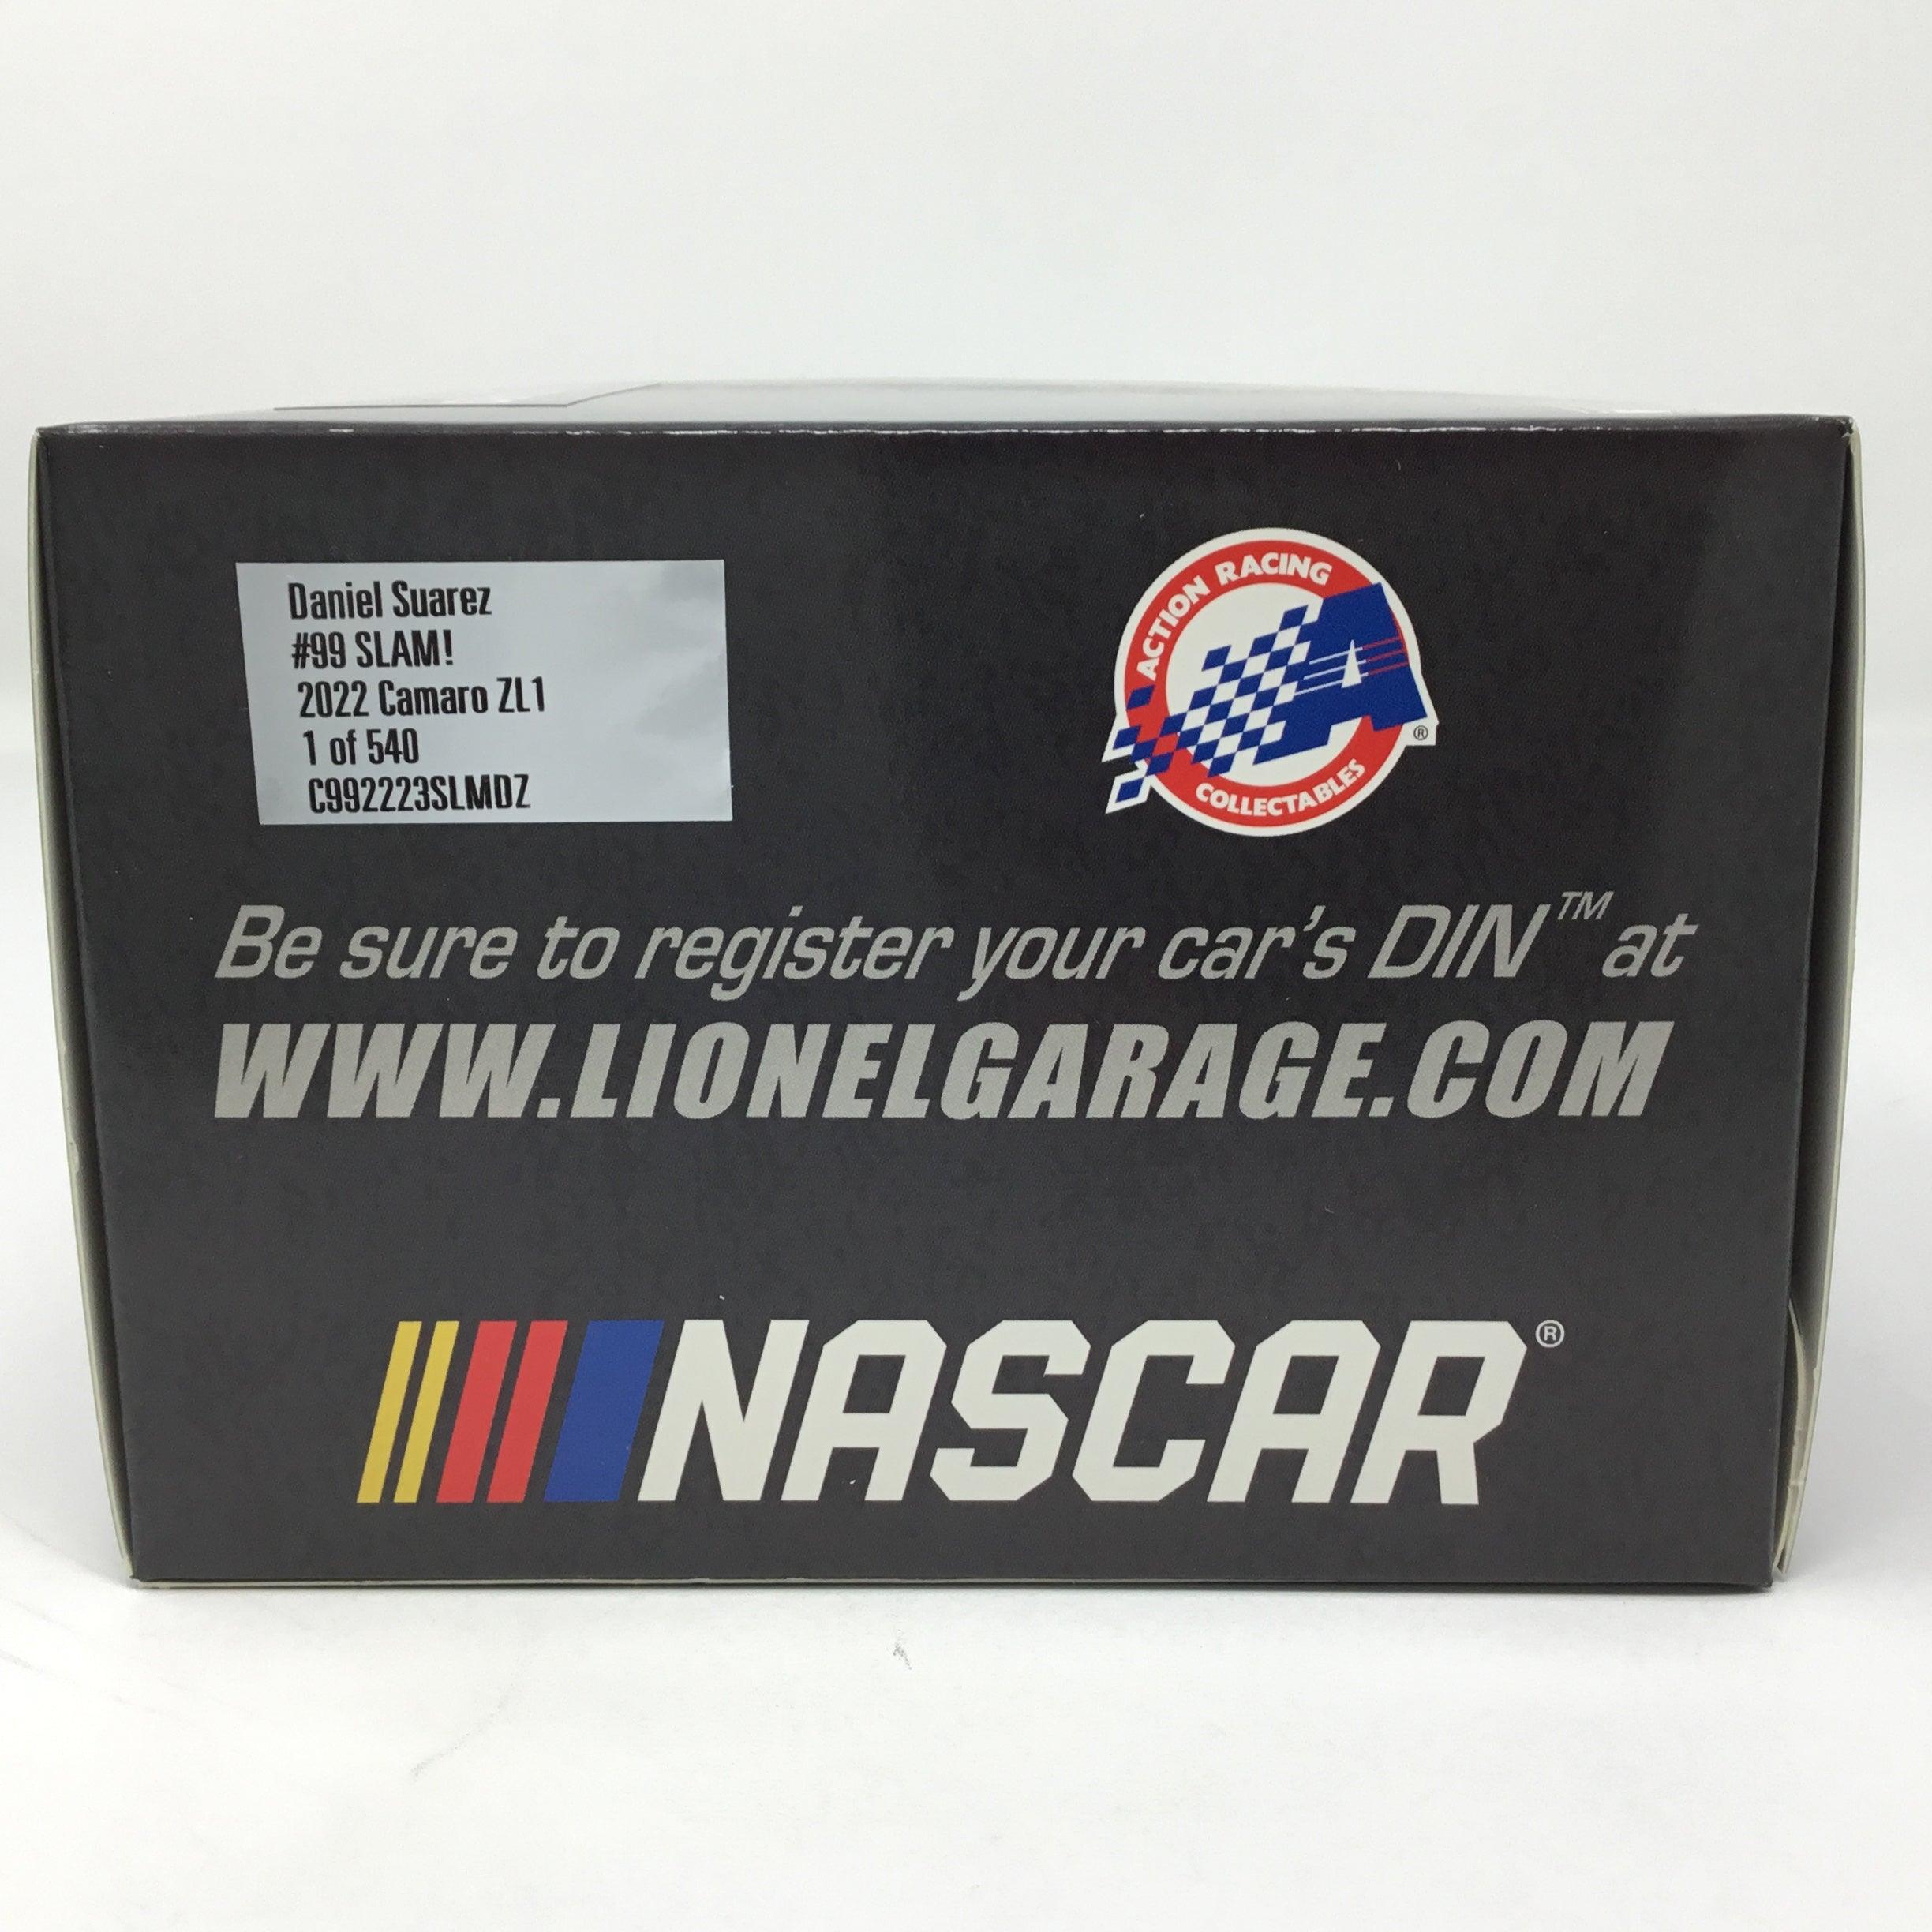 Daniel Suarez
#99 SLAM!
2022 Camaro ZL1
1 of 540
C992223SLMDZ
ACTION RACING
A®
COLLECTABLES
Be sure to register your car's DIN™ at
WWW.LIONELGARAGE.COM
NASCAR®